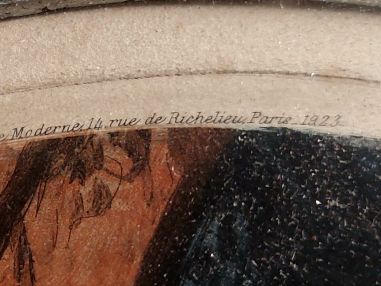 e Moderne, 14, rue de Richelieu, Paris. 1923